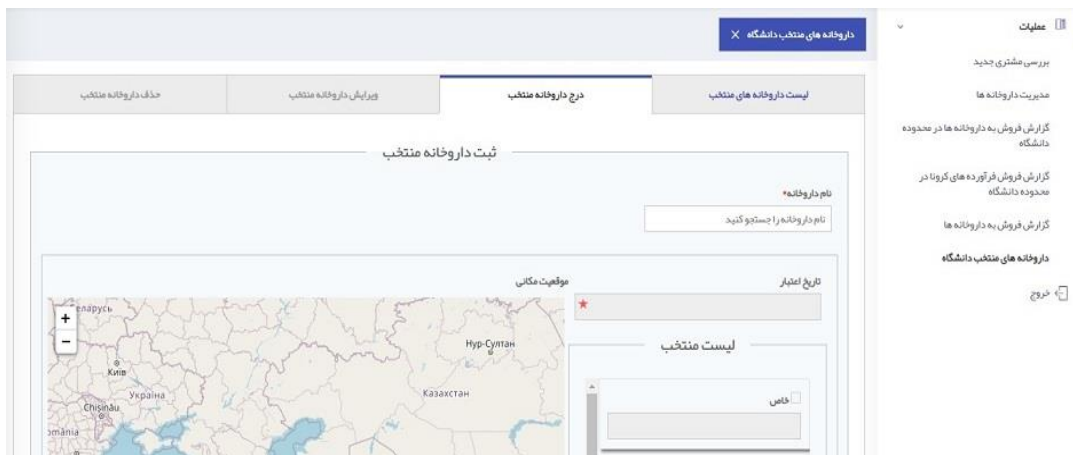 عملیات
بررسی مشتری جدید
مدیریت داروخانه ها
گزارش فروش به داروخانه ها در محدوده
دانشگاه
گزارش فروش فرآورده های کرونا در
محدوده دانشگاه
گزارش فروش به داروخانه ها
داروخانه های منتخب دانشگاه
خروج
داروخانه های منتخب دانشگاه ×
لیست داروخانه های منتخب
درج داروخانه منتخب
ویرایش داروخانه منتخب
حذف داروخانه منتخب
ثبت داروخانه منتخب
نام داروخانه*
نام داروخانه را جستجو کنید
تاریخ اعتبار
موقعیت مکانی
لیست منتخب
خاص
+
−
еларусь
Київ
Україна
Chișinău
omânia
Нур-Султан
Казахстан